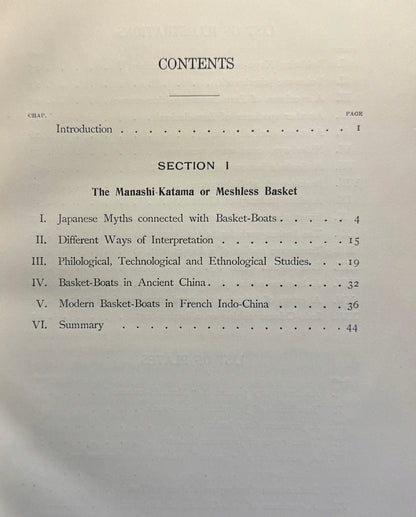 CONTENTS
CHAP. PAGE
Introduction . . . . . . . . . . . . . . . . 1
SECTION I
The Manashi-Katama or Meshless Basket
I. Japanese Myths connected with Basket-Boats . . . . . 4
II. Different Ways of Interpretation . . . . . . . . . 15
III. Philological, Technological and Ethnological Studies. . . 19
IV. Basket-Boats in Ancient China. . . . . . . . . . 32
V. Modern Basket-Boats in French Indo-China . . . . . 36
VI. Summary . . . . . . . . . . . . . . . . 44